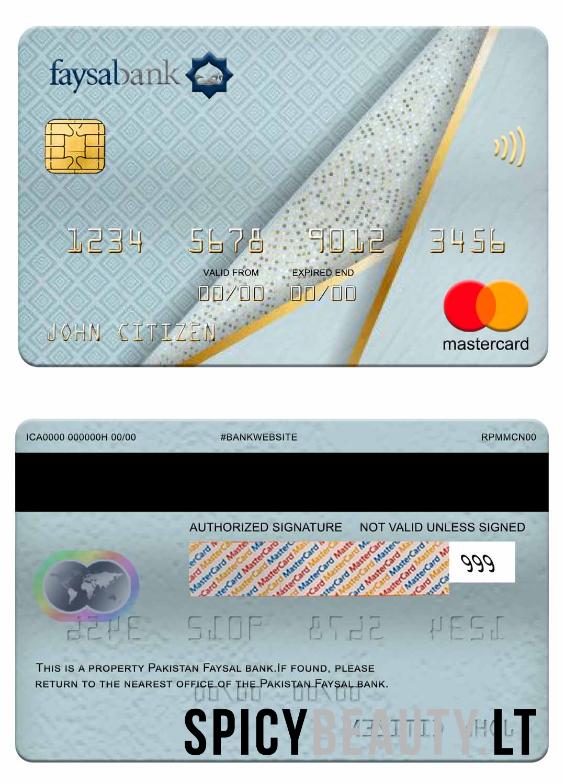 faysalbank
1234 5678 9012 3456
VALID FROM EXPIRED END
00/00 00/00
JOHN CITIZEN
mastercard
ICA0000 000000H 00/00 #BANKWEBSITE RPMMCN00
AUTHORIZED SIGNATURE NOT VALID UNLESS SIGNED
MasterCard MasterCard MasterCard
999
THIS IS A PROPERTY PAKISTAN FAYSAL BANK.IF FOUND, PLEASE
RETURN TO THE NEAREST OFFICE OF THE PAKISTAN FAYSAL BANK.
SPICYBEAUTY.LT